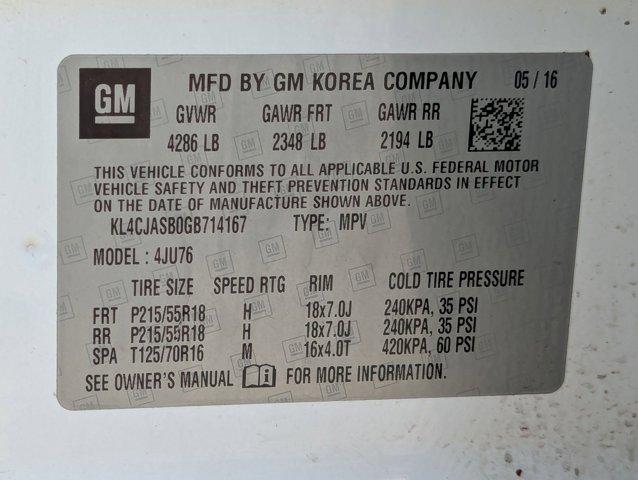 GM MFD BY GM KOREA COMPANY 05 / 16
GVWR GAWR FRT GAWR RR
4286 LB 2348 LB 2194 LB
THIS VEHICLE CONFORMS TO ALL APPLICABLE U.S. FEDERAL MOTOR
VEHICLE SAFETY AND THEFT PREVENTION STANDARDS IN EFFECT
ON THE DATE OF MANUFACTURE SHOWN ABOVE.
KL4CJASB0GB714167 TYPE: MPV
MODEL : 4JU76
TIRE SIZE SPEED RTG RIM COLD TIRE PRESSURE
FRT P215/55R18 H 18x7.0J 240KPA, 35 PSI
RR P215/55R18 H 18x7.0J 240KPA, 35 PSI
SPA T125/70R16 M 16x4.0T 420KPA, 60 PSI
SEE OWNER'S MANUAL FOR MORE INFORMATION.